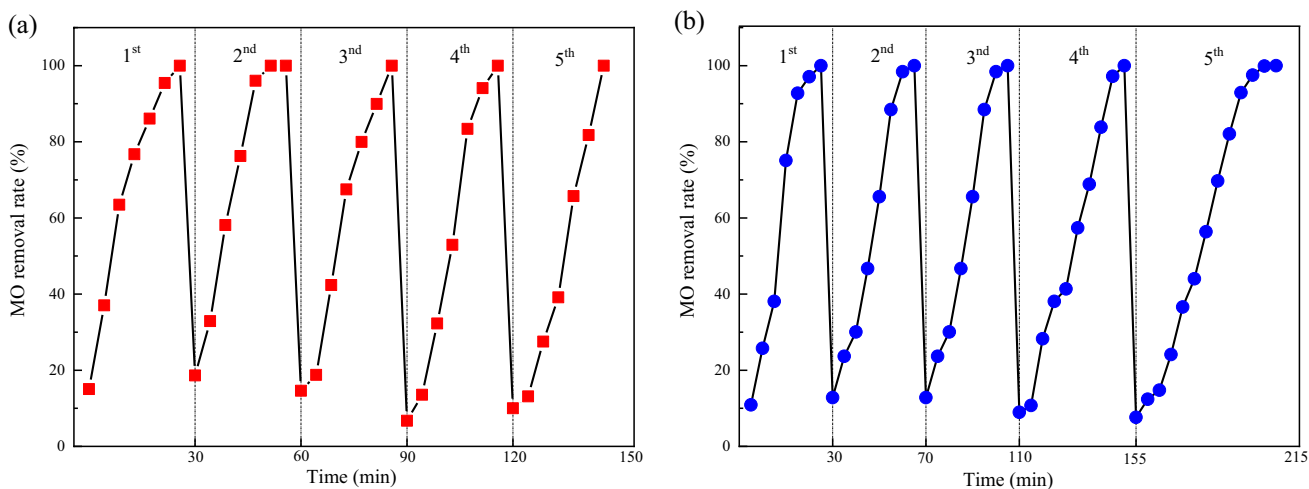 (a)
1st 2nd 3rd 4th 5th
100
80
60
40
20
0
MO removal rate (%)
30 60 90 120 150
Time (min)
(b)
1st 2nd 3rd 4th 5th
100
80
60
40
20
0
MO removal rate (%)
30 70 110 155 215
Time (min)